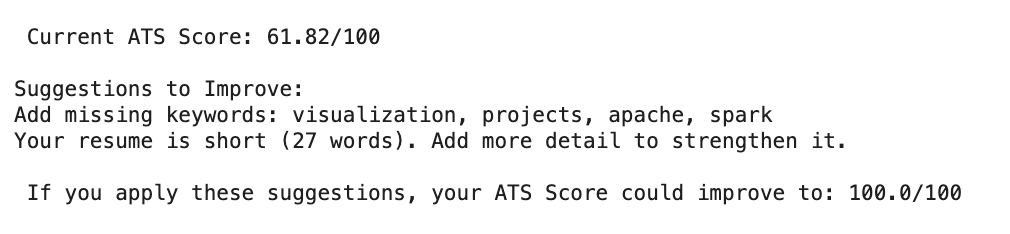 Current ATS Score: 61.82/100
Suggestions to Improve:
Add missing keywords: visualization, projects, apache, spark
Your resume is short (27 words). Add more detail to strengthen it.
If you apply these suggestions, your ATS Score could improve to: 100.0/100